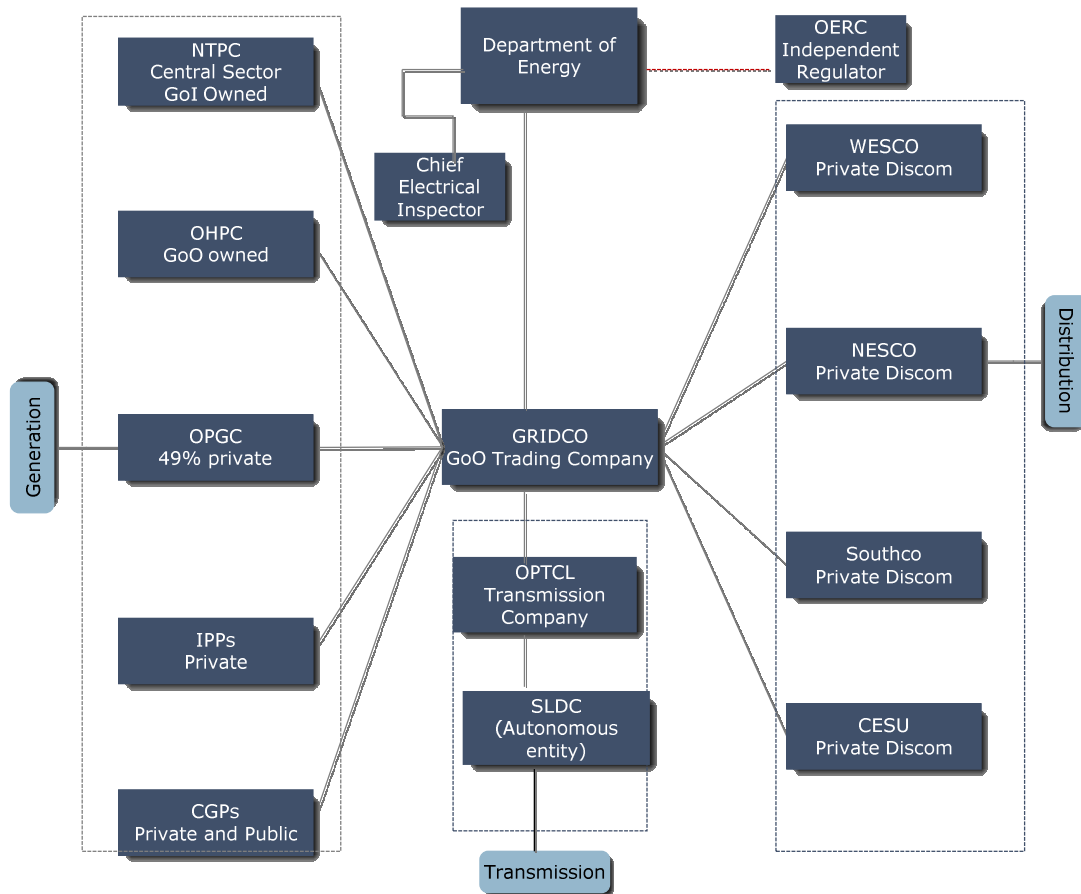 NTPC
Central Sector
GoI Owned
Department of
Energy
OERC
Independent
Regulator
Chief
Electrical
Inspector
WESCO
Private Discom
OHPC
GoO owned
NESCO
Private Discom
Distribution
Generation
OPGC
49% private
GRIDCO
GoO Trading Company
OPTCL
Transmission
Company
Southco
Private Discom
IPPs
Private
SLDC
(Autonomous
entity)
CESU
Private Discom
CGPs
Private and Public
Transmission